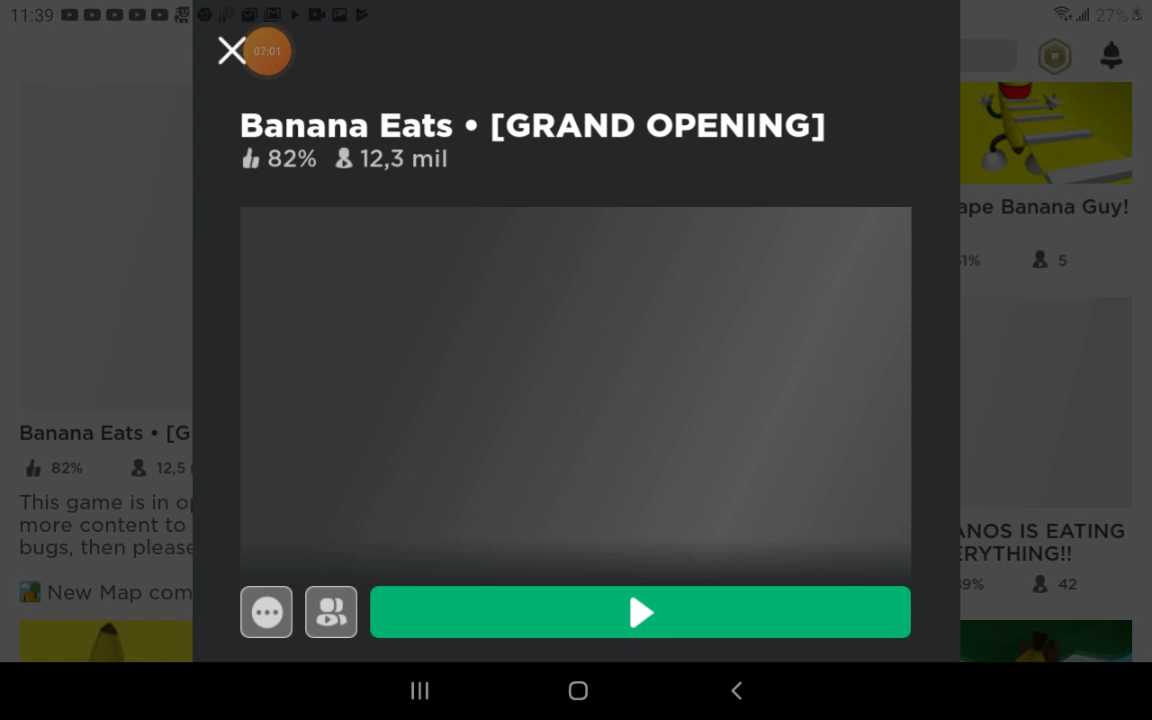 11:39
27%
07:01
Banana Eats • [GRAND OPENING]
82% 12,3 mil
Banana Eats • [G
82% 12,5
This game is in o
more content to
bugs, then please
New Map com
ape Banana Guy!
1% 5
ANOS IS EATING
ERYTHING!!
9% 42